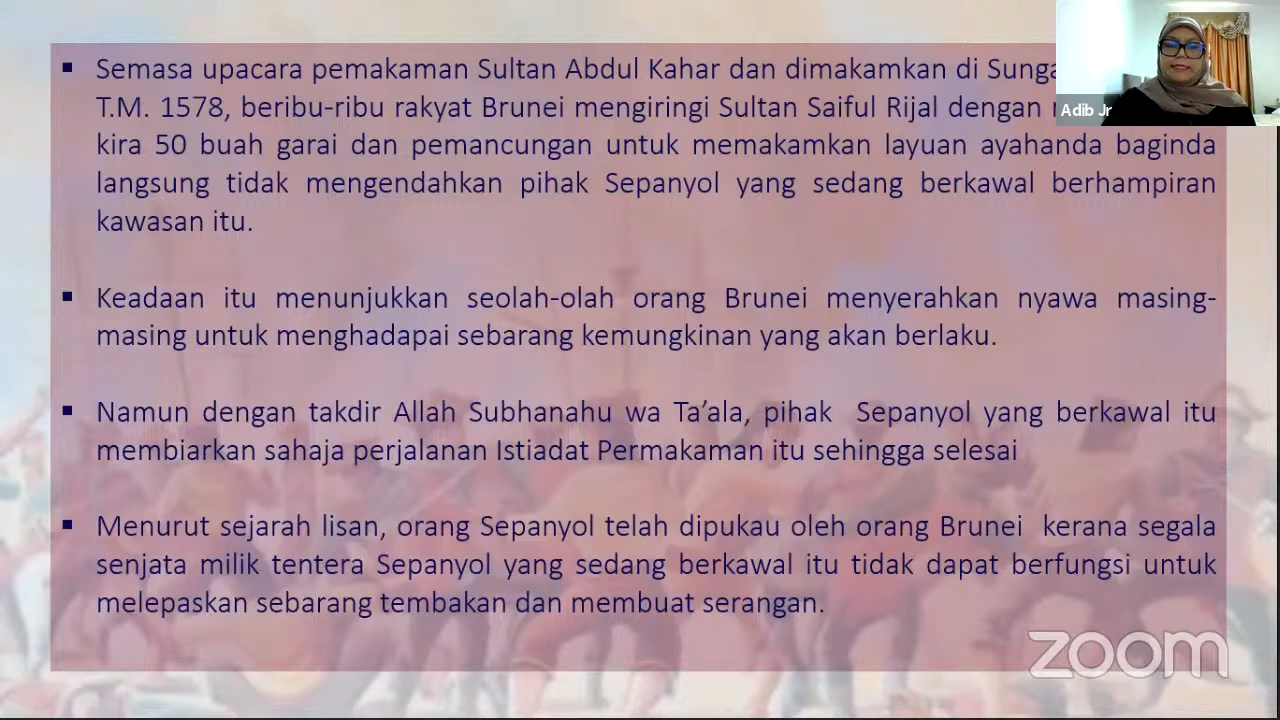 ▪ Semasa upacara pemakaman Sultan Abdul Kahar dan dimakamkan di
T.M. 1578, beribu-ribu rakyat Brunei mengiringi Sultan Saiful Rijal dengan
kira 50 buah garai dan pemancungan untuk memakamkan layuan ayahanda baginda
langsung tidak mengendahkan pihak Sepanyol yang sedang berkawal berhampiran
kawasan itu.
▪ Keadaan itu menunjukkan seolah-olah orang Brunei menyerahkan nyawa masing-
masing untuk menghadapai sebarang kemungkinan yang akan berlaku.
▪ Namun dengan takdir Allah Subhanahu wa Ta’ala, pihak Sepanyol yang berkawal itu
membiarkan sahaja perjalanan Istiadat Permakaman itu sehingga selesai
▪ Menurut sejarah lisan, orang Sepanyol telah dipukau oleh orang Brunei kerana segala
senjata milik tentera Sepanyol yang sedang berkawal itu tidak dapat berfungsi untuk
melepaskan sebarang tembakan dan membuat serangan.
Adib Jr
zoom